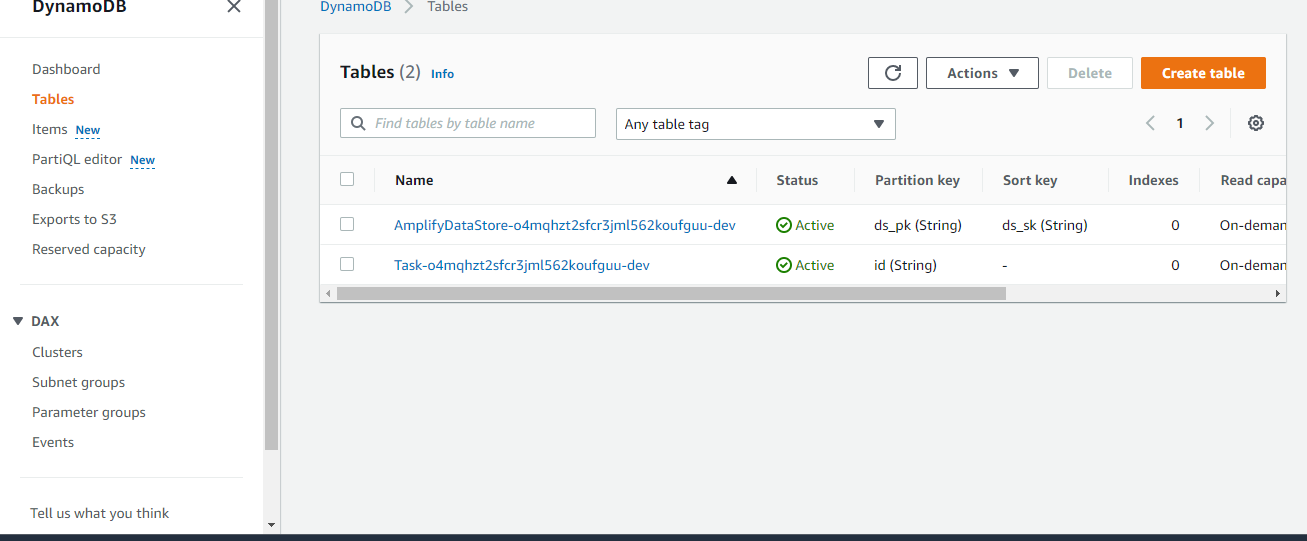 DynamoDB
Dashboard
Tables
Items New
PartiQL editor New
Backups
Exports to S3
Reserved capacity
DAX
Clusters
Subnet groups
Parameter groups
Events
Tell us what you think
DynamoDB Tables
Tables (2) Info
Actions
Delete
Create table
Find tables by table name
Any table tag
1
Name Status Partition key Sort key Indexes Read capa
AmplifyDataStore-o4mqhzt2sfcr3jml562koufguu-dev Active ds_pk (String) ds_sk (String) 0 On-deman
Task-o4mqhzt2sfcr3jml562koufguu-dev Active id (String) - 0 On-deman